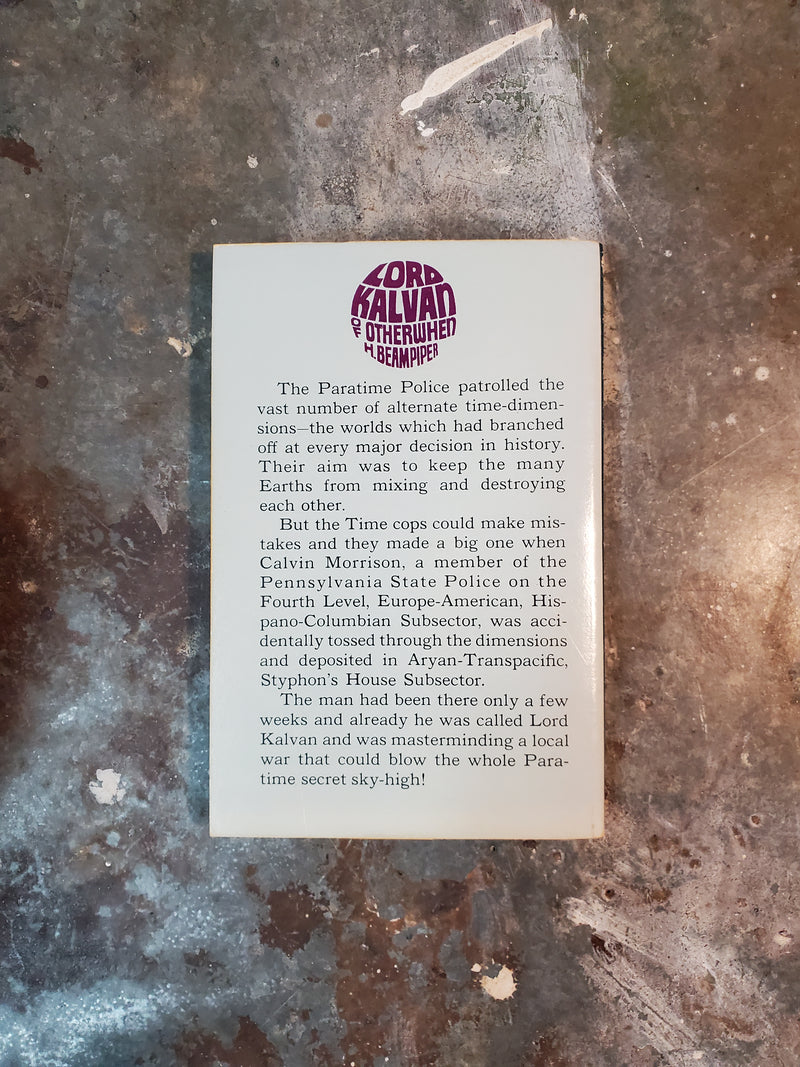 LORD
KALVAN
OF OTHERWHEN
H. BEAM PIPER
The Paratime Police patrolled the
vast number of alternate time-dimen-
sions—the worlds which had branched
off at every major decision in history.
Their aim was to keep the many
Earths from mixing and destroying
each other.
But the Time cops could make mis-
takes and they made a big one when
Calvin Morrison, a member of the
Pennsylvania State Police on the
Fourth Level, Europe-American, His-
pano-Columbian Subsector, was acci-
dentally tossed through the dimensions
and deposited in Aryan-Transpacific,
Styphon's House Subsector.
The man had been there only a few
weeks and already he was called Lord
Kalvan and was masterminding a local
war that could blow the whole Para-
time secret sky-high!